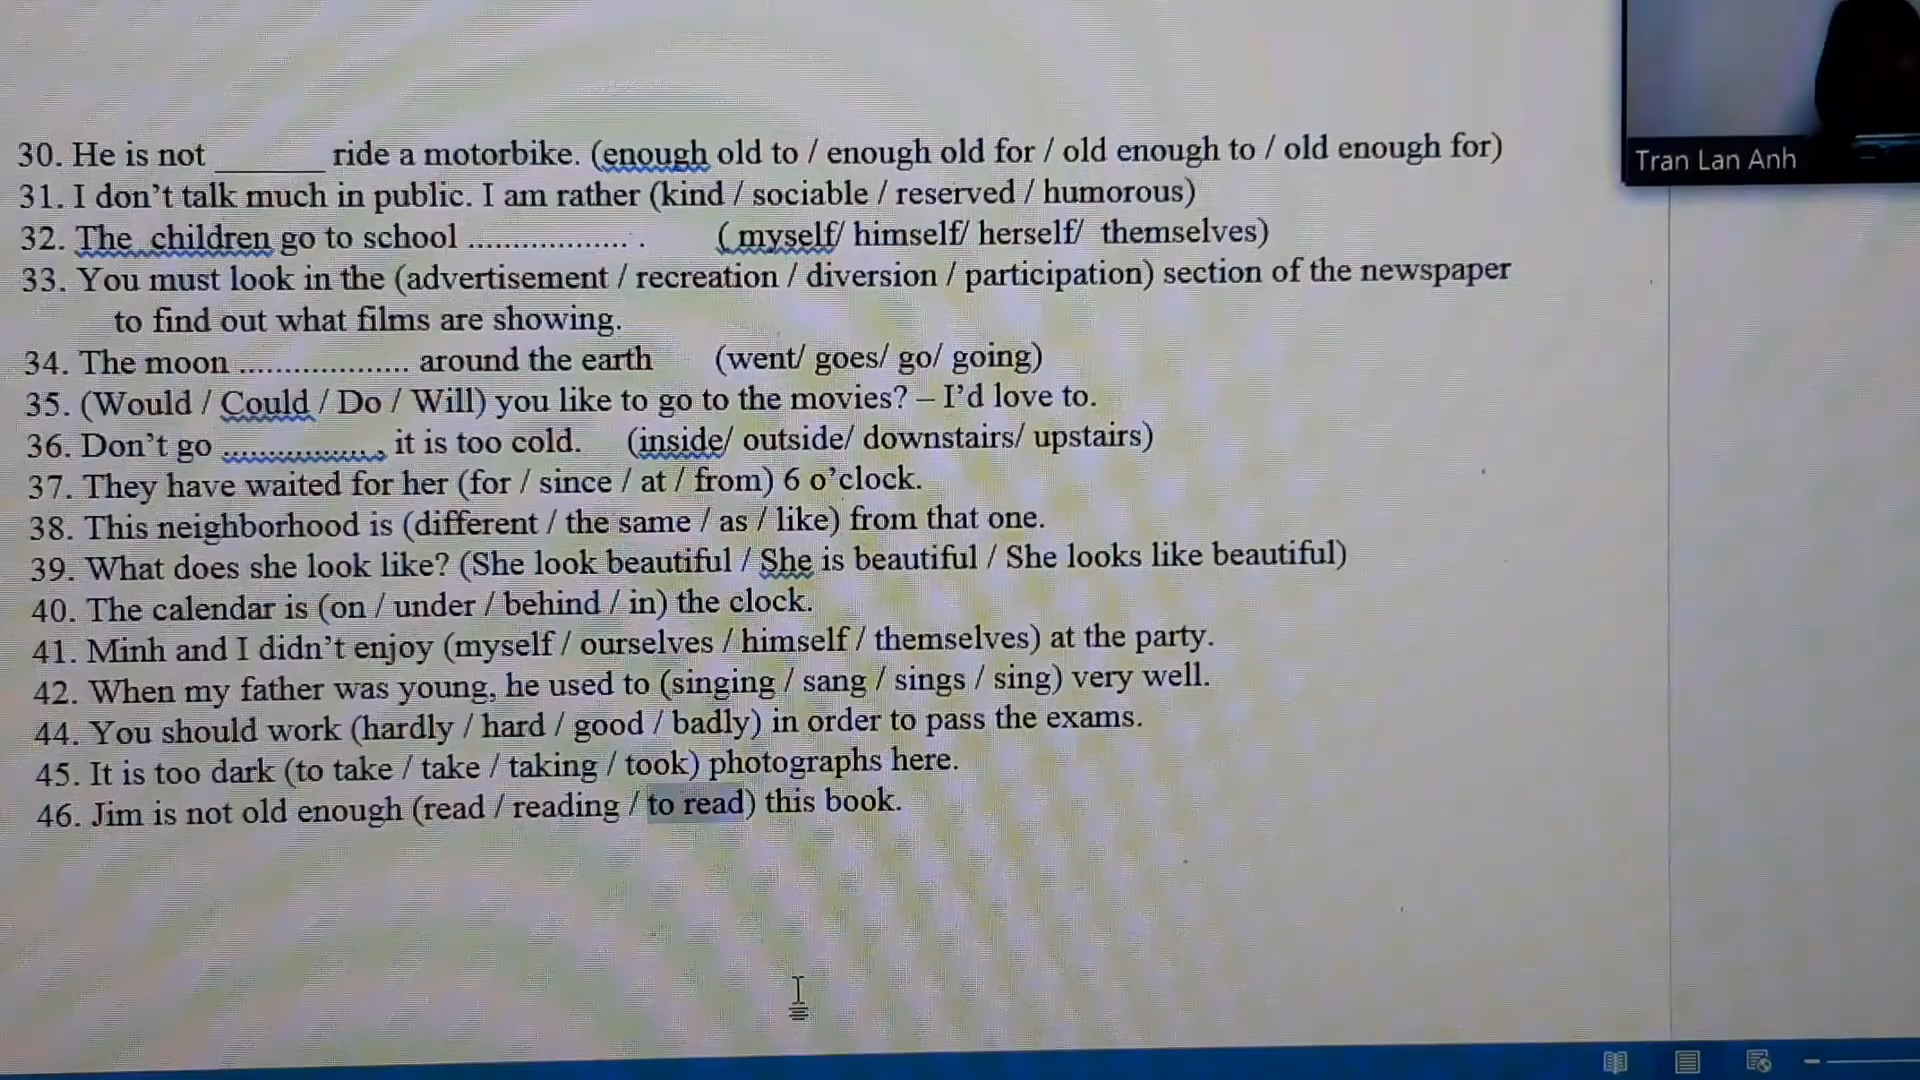 30. He is not ______ ride a motorbike. (enough old to / enough old for / old enough to / old enough for)
Tran Lan Anh
31. I don't talk much in public. I am rather (kind / sociable / reserved / humorous)
32. The children go to school .................. . ( myself/ himself/ herself/ themselves)
33. You must look in the (advertisement / recreation / diversion / participation) section of the newspaper
to find out what films are showing.
34. The moon ................... around the earth (went/ goes/ go/ going)
35. (Would / Could / Do / Will) you like to go to the movies? – I'd love to.
36. Don't go .................., it is too cold. (inside/ outside/ downstairs/ upstairs)
37. They have waited for her (for / since / at / from) 6 o'clock.
38. This neighborhood is (different / the same / as / like) from that one.
39. What does she look like? (She look beautiful / She is beautiful / She looks like beautiful)
40. The calendar is (on / under / behind / in) the clock.
41. Minh and I didn't enjoy (myself / ourselves / himself / themselves) at the party.
42. When my father was young, he used to (singing / sang / sings / sing) very well.
44. You should work (hardly / hard / good / badly) in order to pass the exams.
45. It is too dark (to take / take / taking / took) photographs here.
46. Jim is not old enough (read / reading / to read) this book.